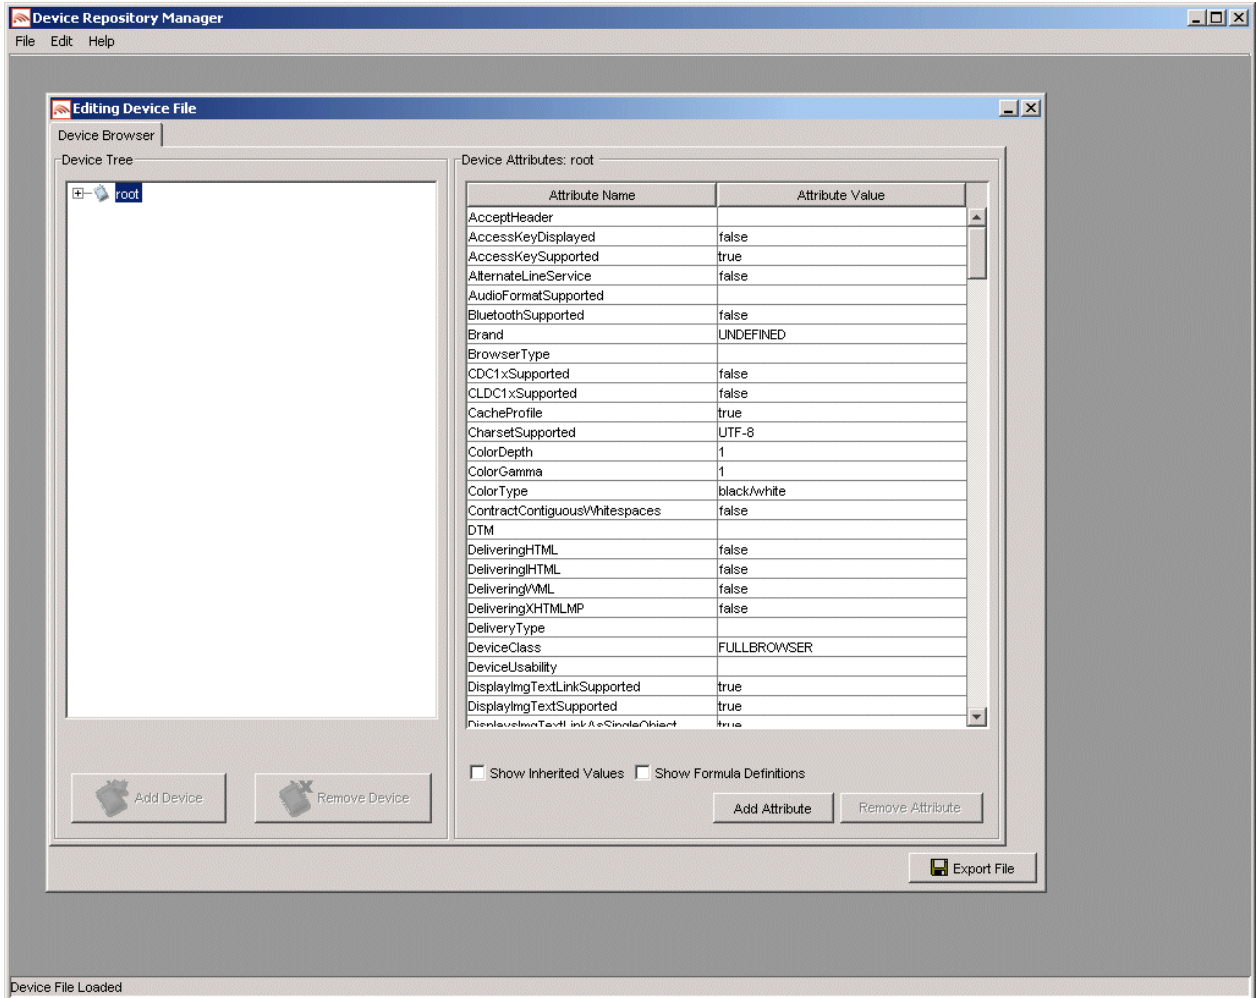 Device Repository Manager
File Edit Help
Editing Device File
Device Browser
Device Tree
root
Add Device
Remove Device
Device Attributes: root
Attribute Name Attribute Value
AcceptHeader
AccessKeyDisplayed false
AccessKeySupported true
AlternateLineService false
AudioFormatSupported
BluetoothSupported false
Brand UNDEFINED
BrowserType
CDC1xSupported false
CLDC1xSupported false
CacheProfile true
CharsetSupported UTF-8
ColorDepth 1
ColorGamma 1
ColorType black/white
ContractContiguousWhitespaces false
DTM
DeliveringHTML false
DeliveringIHTML false
DeliveringWML false
DeliveringXHTMLMP false
DeliveryType
DeviceClass FULLBROWSER
DeviceUsability
DisplayImgTextLinkSupported true
DisplayImgTextSupported true
DisplaysImgTextLinkAsSingleObject true
Show Inherited Values Show Formula Definitions
Add Attribute Remove Attribute
Export File
Device File Loaded